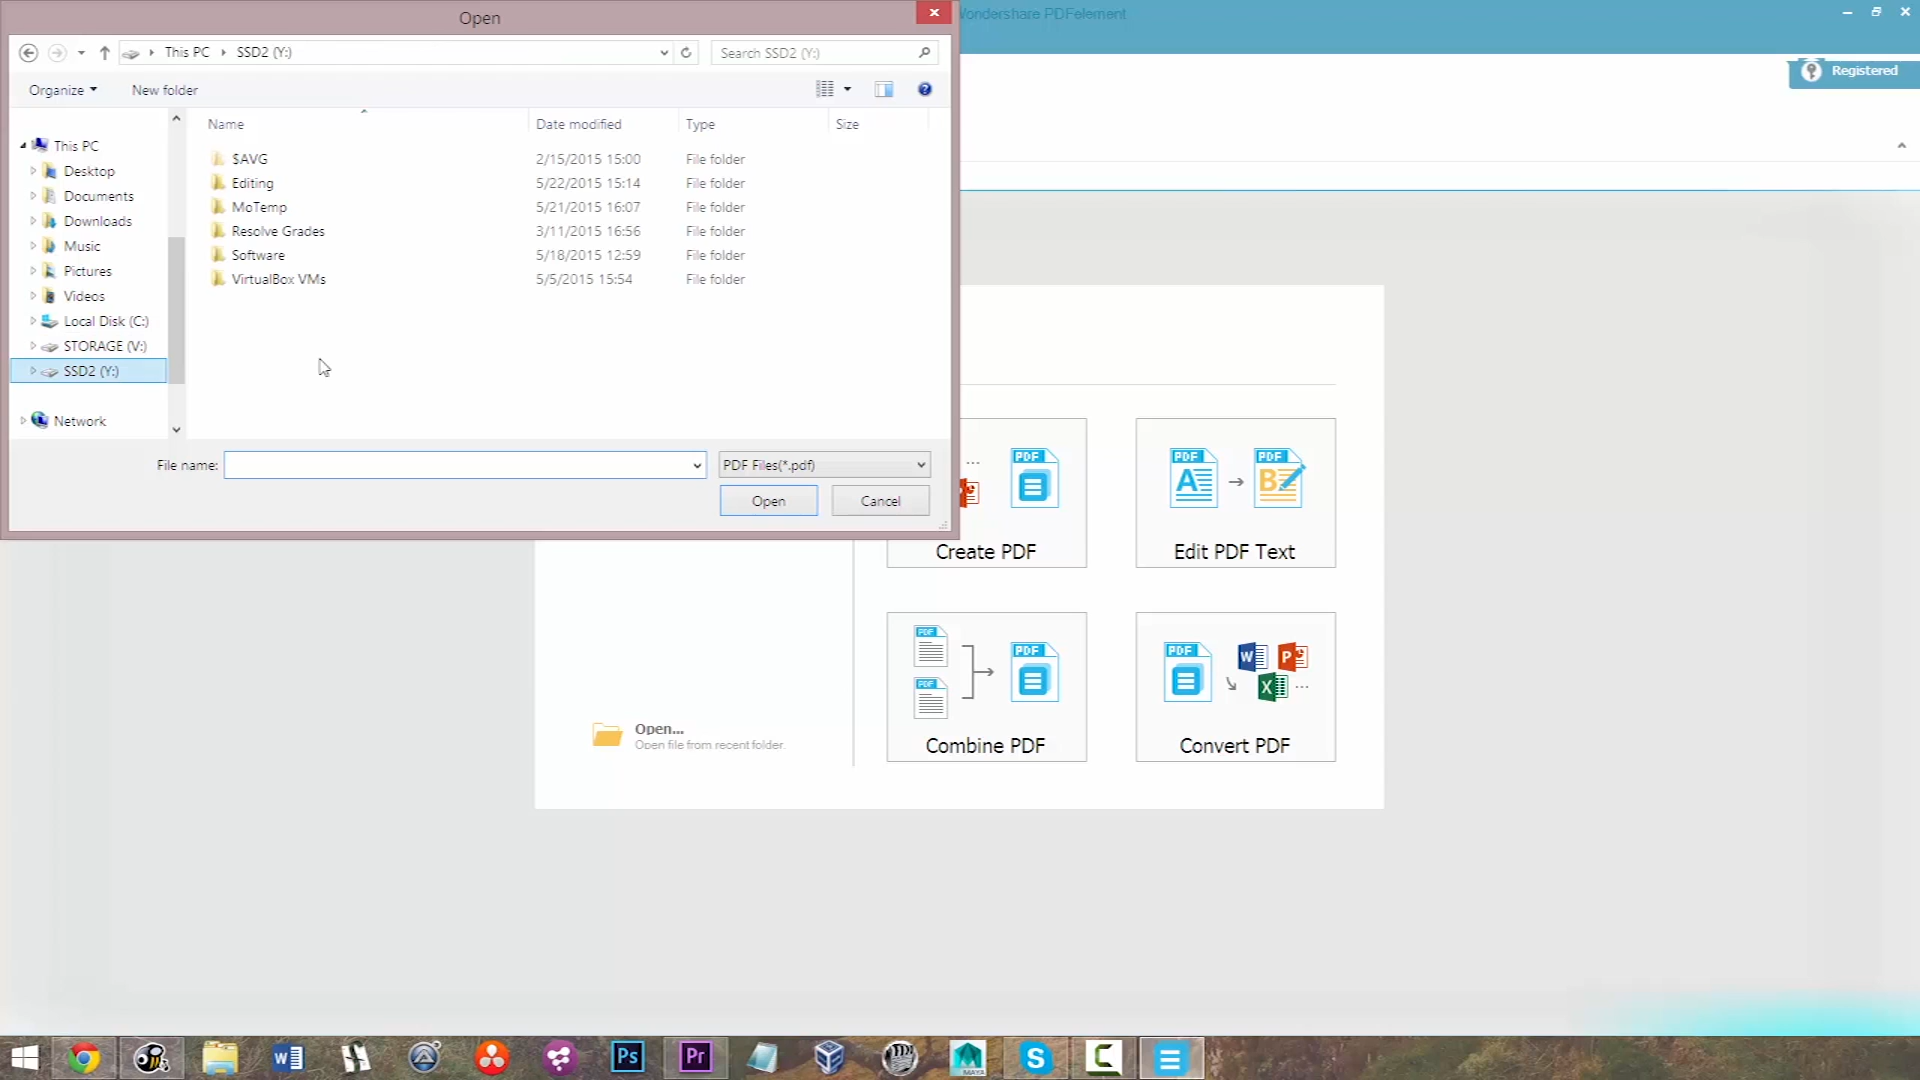 Open
Wondershare PDFelement
This PC
SSD2 (Y:)
Search SSD2 (Y:)
Registered
Organize
New folder
Name
Date modified
Type
Size
This PC
Desktop
Documents
Downloads
Music
Pictures
Videos
Local Disk (C:)
STORAGE (V:)
SSD2 (Y:)
Network
$AVG 2/15/2015 15:00 File folder
Editing 5/22/2015 15:14 File folder
MoTemp 5/21/2015 16:07 File folder
Resolve Grades 3/11/2015 16:56 File folder
Software 5/18/2015 12:59 File folder
VirtualBox VMs 5/5/2015 15:54 File folder
File name:
PDF Files(*.pdf)
Open
Cancel
PDF
Create PDF
PDF
A
PDF
B
Edit PDF Text
PDF
PDF
PDF
Combine PDF
PDF
W
P
X
Convert PDF
Open...
Open file from recent folder.
W
Ps
Pr
MAYA
S
C